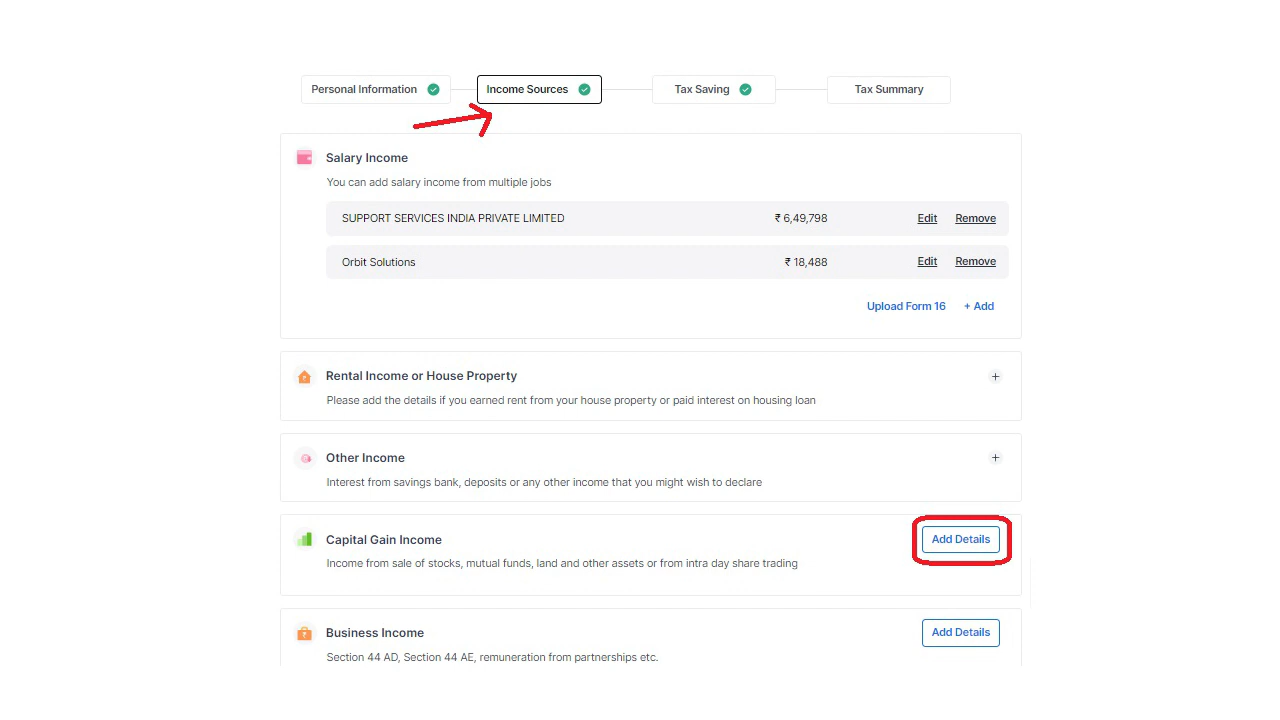 Personal Information
Income Sources
Tax Saving
Tax Summary
Salary Income
You can add salary income from multiple jobs
SUPPORT SERVICES INDIA PRIVATE LIMITED ₹ 6,49,798 Edit Remove
Orbit Solutions ₹ 18,488 Edit Remove
Upload Form 16 + Add
Rental Income or House Property +
Please add the details if you earned rent from your house property or paid interest on housing loan
Other Income +
Interest from savings bank, deposits or any other income that you might wish to declare
Capital Gain Income Add Details
Income from sale of stocks, mutual funds, land and other assets or from intra day share trading
Business Income Add Details
Section 44 AD, Section 44 AE, remuneration from partnerships etc.